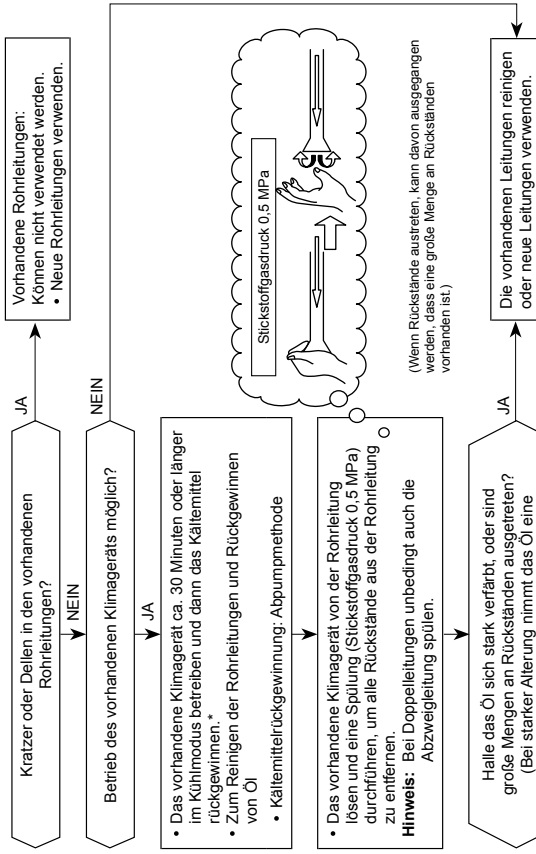 Kratzer oder Dellen in den vorhandenen
Rohrleitungen?
JA
Vorhandene Rohrleitungen:
Können nicht verwendet werden.
• Neue Rohrleitungen verwenden.
NEIN
Betrieb des vorhandenen Klimageräts möglich?
NEIN
JA
• Das vorhandene Klimagerät ca. 30 Minuten oder länger
im Kühlmodus betreiben und dann das Kältemittel
rückgewinnen.*
• Zum Reinigen der Rohrleitungen und Rückgewinnen
von Öl
• Kältemittelrückgewinnung: Abpumpmethode
Stickstoffgasdruck 0,5 MPa
• Das vorhandene Klimagerät von der Rohrleitung
lösen und eine Spülung (Stickstoffgasdruck 0,5 MPa)
durchführen, um alle Rückstände aus der Rohrleitung
zu entfernen.
Hinweis: Bei Doppelleitungen unbedingt auch die
Abzweigleitung spülen.
(Wenn Rückstände austreten, kann davon ausgegangen
werden, dass eine große Menge an Rückständen
vorhanden ist.)
Halle das Öl sich stark verfärbt, oder sind
große Mengen an Rückständen ausgetreten?
(Bei starker Alterung nimmt das Öl eine
JA
Die vorhandenen Leitungen reinigen
oder neue Leitungen verwenden.